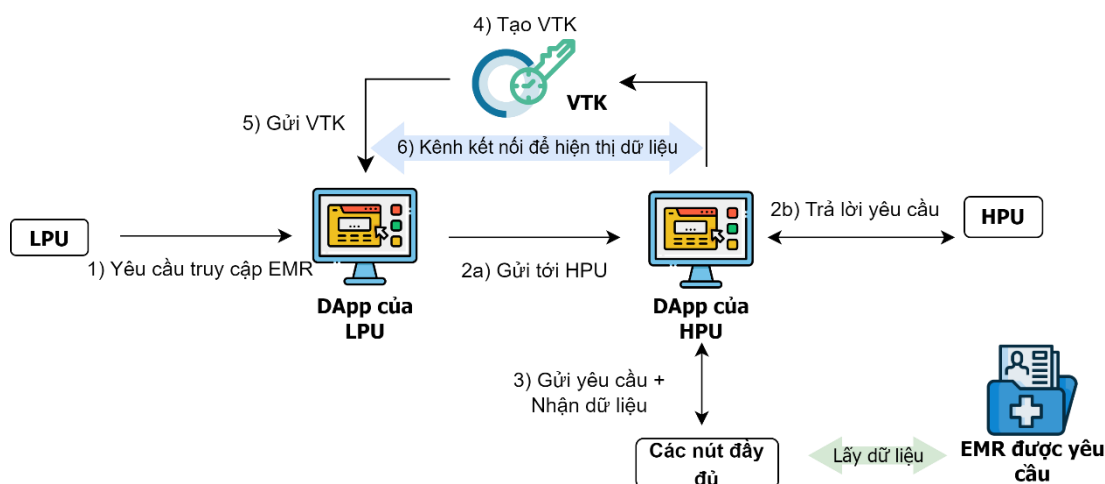 4) Tạo VTK
VTK
5) Gửi VTK
6) Kênh kết nối để hiện thị dữ liệu
LPU
1) Yêu cầu truy cập EMR
DApp của
LPU
2a) Gửi tới HPU
DApp của
HPU
2b) Trả lời yêu cầu
HPU
3) Gửi yêu cầu +
Nhận dữ liệu
Các nút đầy
đủ
Lấy dữ liệu
EMR được yêu
cầu